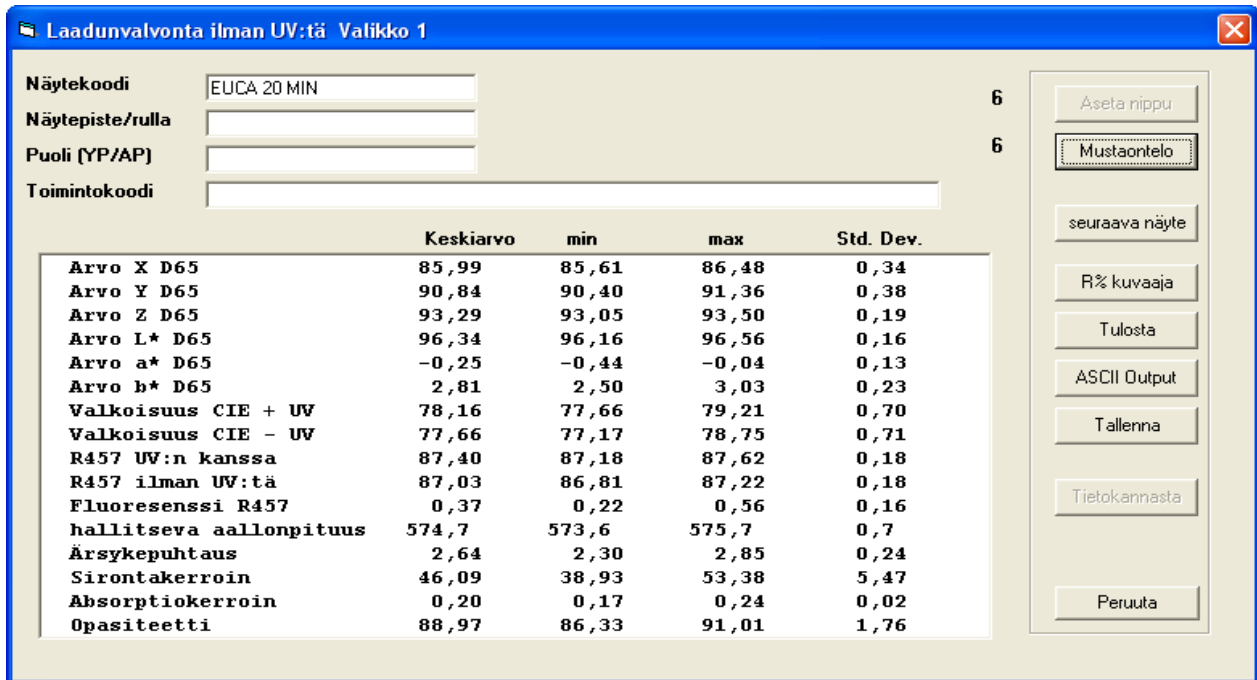 Laadunvalvonta ilman UV:tä Valikko 1
Näytekoodi EUCA 20 MIN 6 Aseta nippu
Näytepiste/rulla
Puoli (YP/AP) 6 Mustaontelo
Toimintokoodi
seuraava näyte
Keskiarvo min max Std. Dev.
Arvo X D65 85,99 85,61 86,48 0,34
Arvo Y D65 90,84 90,40 91,36 0,38 R% kuvaaja
Arvo Z D65 93,29 93,05 93,50 0,19
Arvo L* D65 96,34 96,16 96,56 0,16 Tulosta
Arvo a* D65 -0,25 -0,44 -0,04 0,13
Arvo b* D65 2,81 2,50 3,03 0,23 ASCII Output
Valkoisuus CIE + UV 78,16 77,66 79,21 0,70
Valkoisuus CIE - UV 77,66 77,17 78,75 0,71 Tallenna
R457 UV:n kanssa 87,40 87,18 87,62 0,18
R457 ilman UV:tä 87,03 86,81 87,22 0,18
Fluoresenssi R457 0,37 0,22 0,56 0,16 Tietokannasta
hallitseva aallonpituus 574,7 573,6 575,7 0,7
Ärsykepuhtaus 2,64 2,30 2,85 0,24
Sirontakerroin 46,09 38,93 53,38 5,47
Absorptiokerroin 0,20 0,17 0,24 0,02 Peruuta
Opasiteetti 88,97 86,33 91,01 1,76